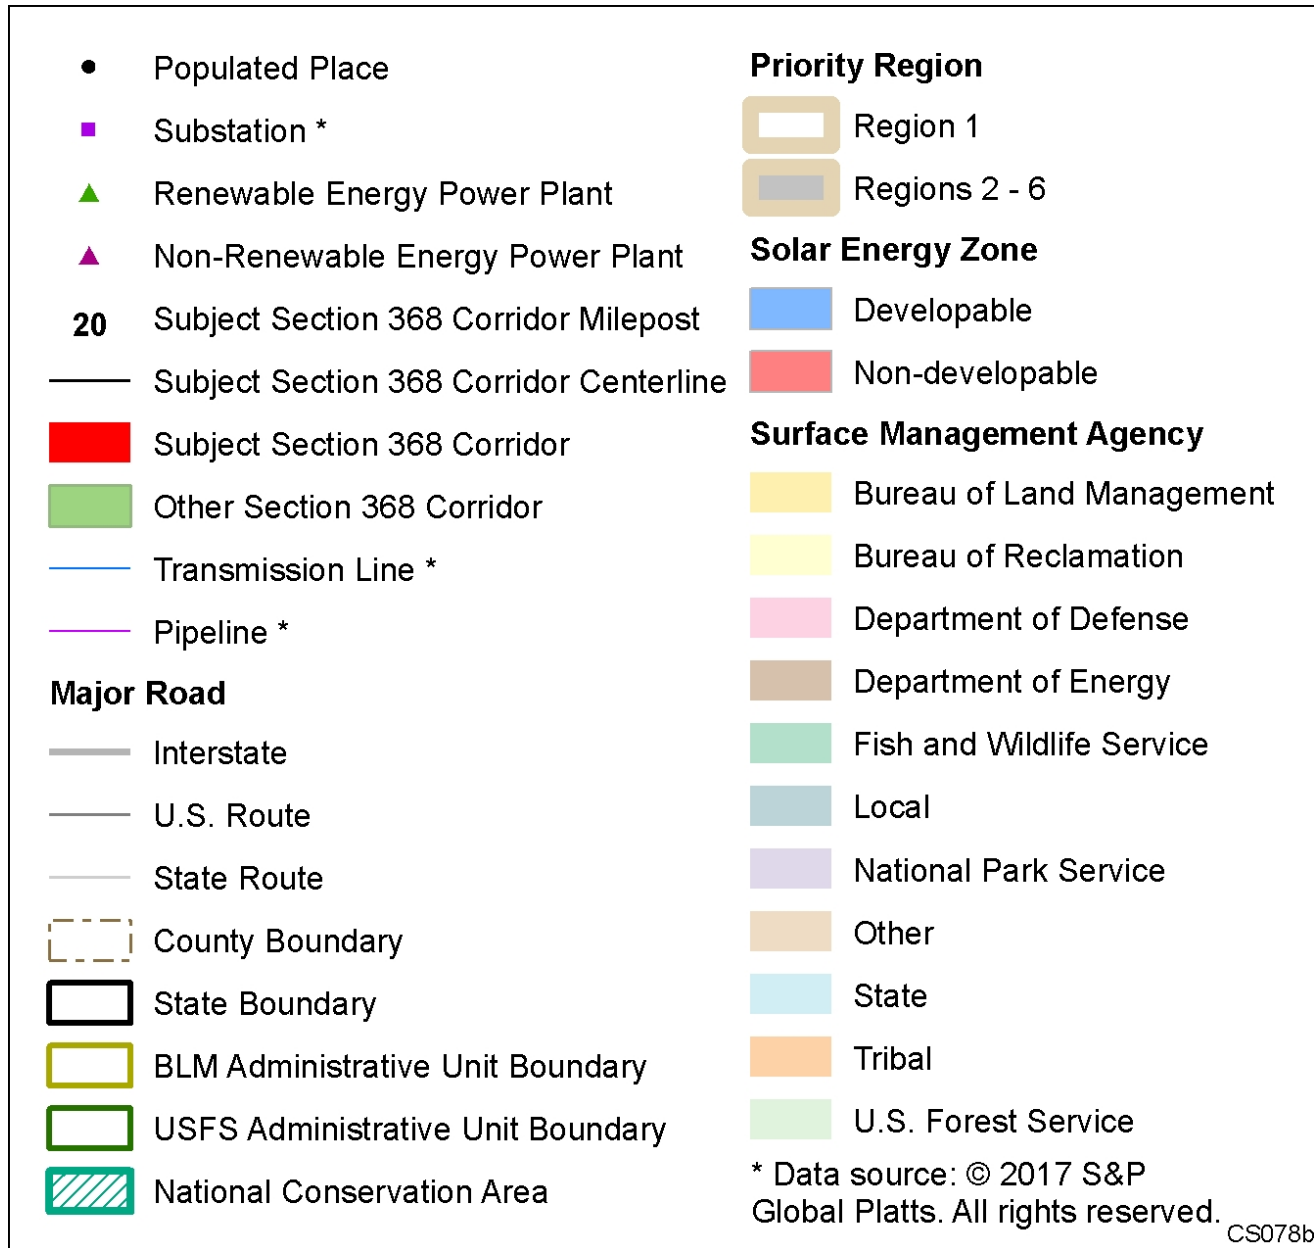 Populated Place
Substation *
Renewable Energy Power Plant
Non-Renewable Energy Power Plant
20 Subject Section 368 Corridor Milepost
Subject Section 368 Corridor Centerline
Subject Section 368 Corridor
Other Section 368 Corridor
Transmission Line *
Pipeline *
Major Road
Interstate
U.S. Route
State Route
County Boundary
State Boundary
BLM Administrative Unit Boundary
USFS Administrative Unit Boundary
National Conservation Area
Priority Region
Region 1
Regions 2 - 6
Solar Energy Zone
Developable
Non-developable
Surface Management Agency
Bureau of Land Management
Bureau of Reclamation
Department of Defense
Department of Energy
Fish and Wildlife Service
Local
National Park Service
Other
State
Tribal
U.S. Forest Service
* Data source: © 2017 S&P
Global Platts. All rights reserved.
CS078b